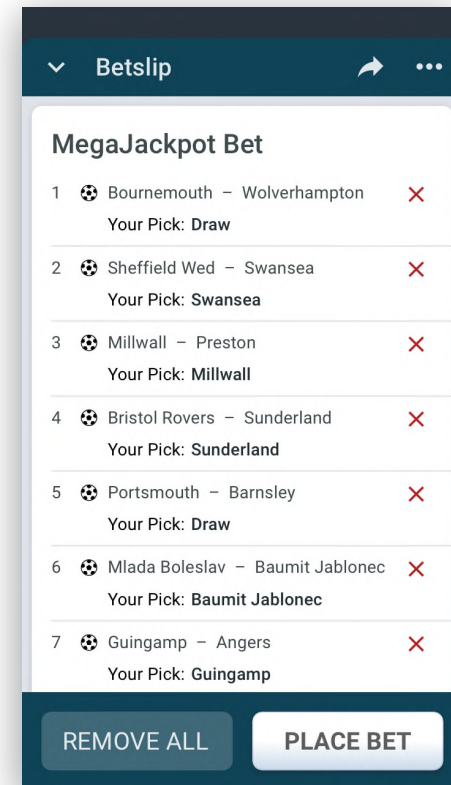 Betslip
MegaJackpot Bet
1 Bournemouth – Wolverhampton
Your Pick: Draw
2 Sheffield Wed – Swansea
Your Pick: Swansea
3 Millwall – Preston
Your Pick: Millwall
4 Bristol Rovers – Sunderland
Your Pick: Sunderland
5 Portsmouth – Barnsley
Your Pick: Draw
6 Mlada Boleslav – Baumit Jablonec
Your Pick: Baumit Jablonec
7 Guingamp – Angers
Your Pick: Guingamp
REMOVE ALL PLACE BET